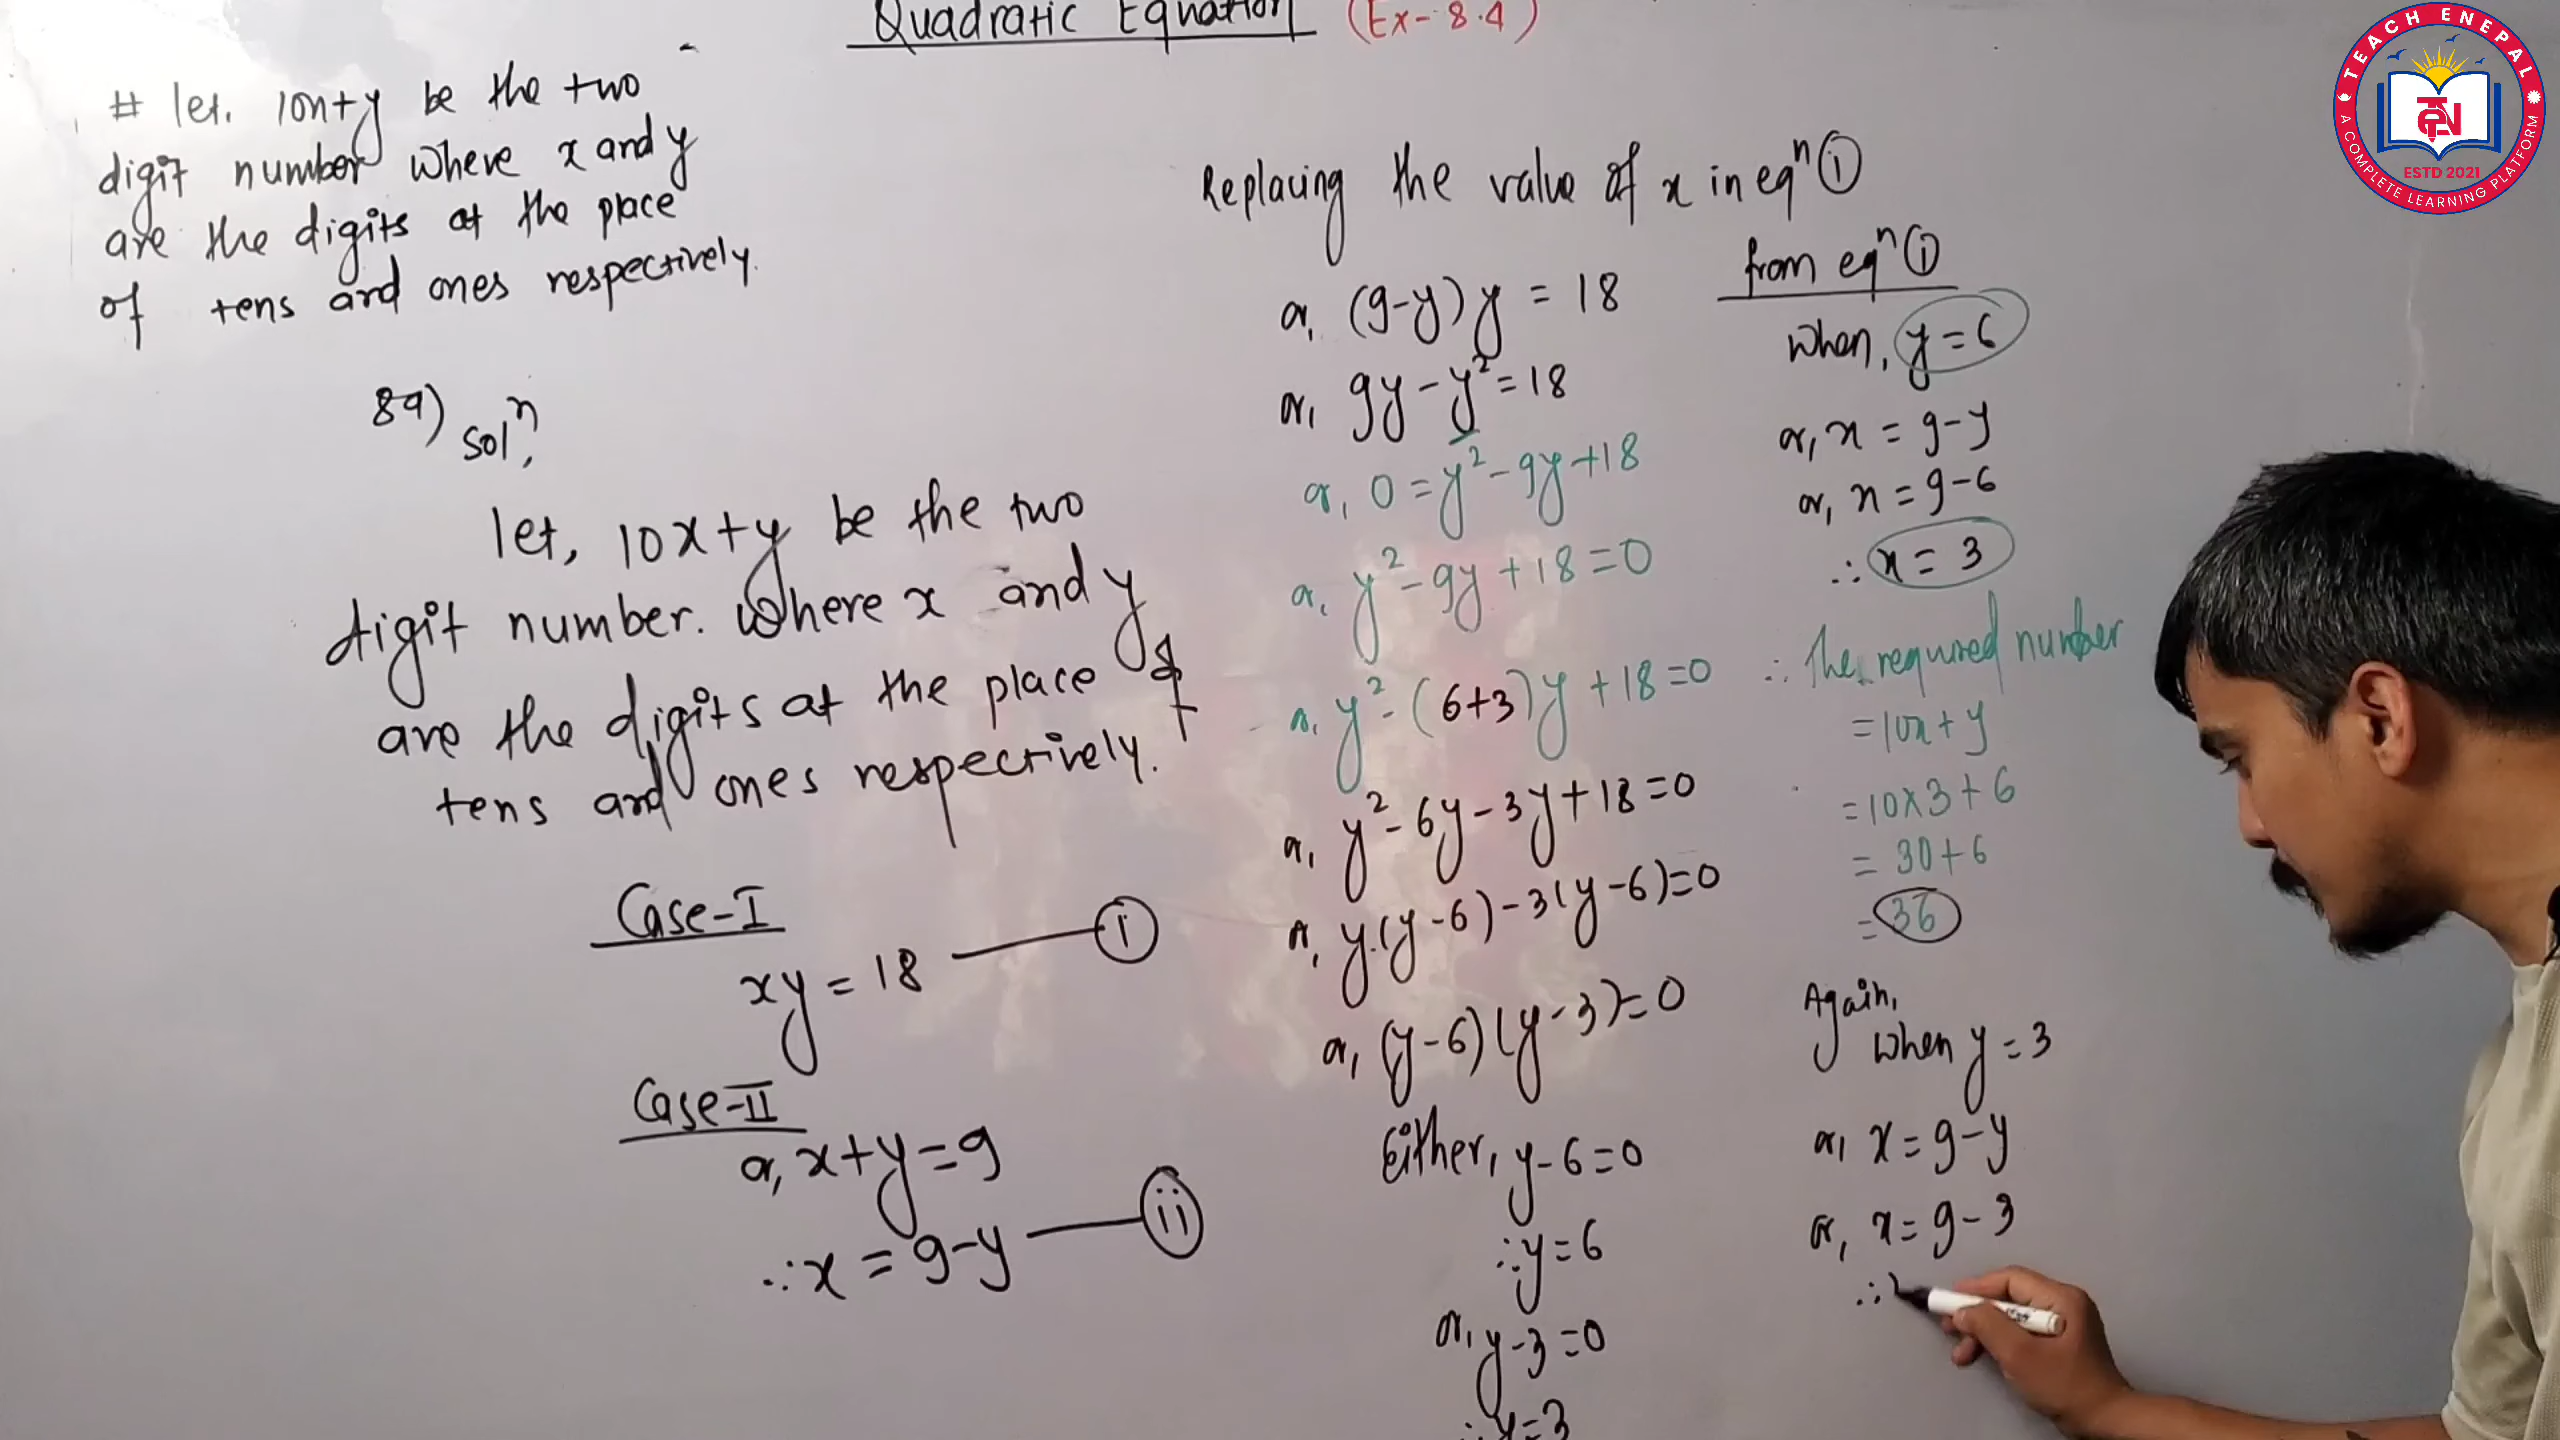 Quadratic Equation (Ex- 8.4)
# let. 10x+y be the two
digit number where x and y
are the digits at the place
of tens and ones respectively.
8a) Solⁿ,
let, 10x+y be the two
digit number. Where x and y
are the digits at the place of
tens and ones respectively.
Case-I
xy = 18 ——— (i)
Case-II
or, x+y=9
∴ x = 9-y ——— (ii)
Replacing the value of x in eqⁿ (i)
or, (9-y)y = 18
or, 9y-y²=18
or, 0 =y²-9y+18
or, y²-9y+18=0
or, y²-(6+3)y+18=0
or, y²-6y-3y+18=0
or, y(y-6)-3(y-6)=0
or, (y-6)(y-3)=0
Either, y-6=0
∴ y=6
or, y-3=0
∴ y=3
from eqⁿ (i)
when, y=6
or, x = 9-y
or, x = 9-6
∴ x = 3
∴ The required number
=10x+y
=10x3+6
= 30+6
= 36
Again,
when y=3
or, x=9-y
or, x=9-3
∴
TEACH ENEPAL
TEN
ESTD 2021
A COMPLETE LEARNING PLATFORM